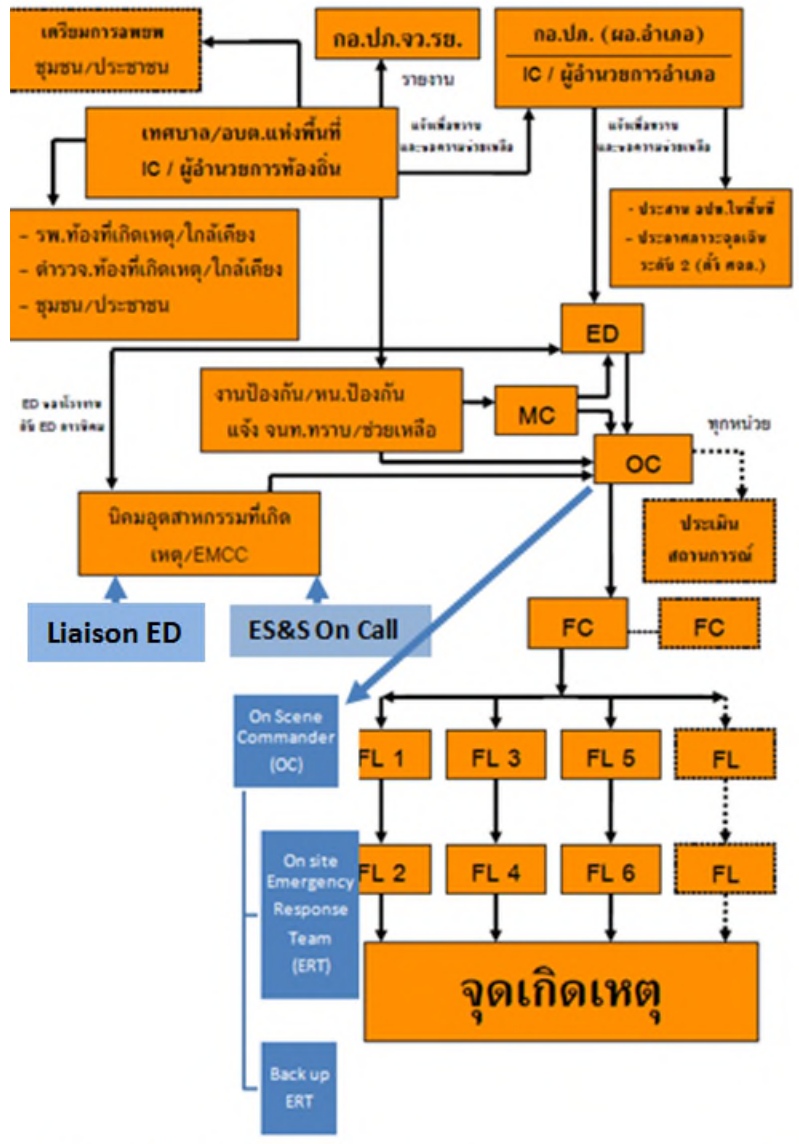 เตรียมการอพยพ
ชุมชน/ประชาชน
กอ.ปภ.จว.รย.
กอ.ปภ. (ผอ.อำเภอ)
IC / ผู้อำนวยการอำเภอ
รายงาน
เทศบาล/อบต.แห่งพื้นที่
IC / ผู้อำนวยการท้องถิ่น
แจ้งเพื่อทราบ
และขอความช่วยเหลือ
แจ้งเพื่อทราบ
และขอความช่วยเหลือ
- รพ.ท้องที่เกิดเหตุ/ใกล้เคียง
- ตำรวจ.ท้องที่เกิดเหตุ/ใกล้เคียง
- ชุมชน/ประชาชน
- ประสาน อปท.ในพื้นที่
- ประกาศภาวะฉุกเฉิน
ระดับ 2 (ตั้ง ศฉล.)
ED
งานป้องกัน/หน.ป้องกัน
แจ้ง จนท.ทราบ/ช่วยเหลือ
MC
ทุกหน่วย
OC
นิคมอุตสาหกรรมที่เกิด
เหตุ/EMCC
ประเมิน
สถานการณ์
Liaison ED
ES&S On Call
FC
FC
On Scene
Commander
(OC)
FL 1
FL 3
FL 5
FL
On site
Emergency
Response
Team
(ERT)
FL 2
FL 4
FL 6
FL
จุดเกิดเหตุ
Back up
ERT